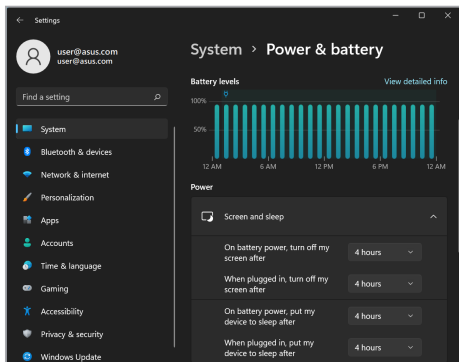 Settings
user@asus.com
user@asus.com
Find a setting
System
Bluetooth & devices
Network & internet
Personalization
Apps
Accounts
Time & language
Gaming
Accessibility
Privacy & security
Windows Update
System > Power & battery
Battery levels
View detailed info
100%
50%
12 AM
6 AM
12 PM
6 PM
12 AM
Power
Screen and sleep
On battery power, turn off my
screen after
4 hours
When plugged in, turn off my
screen after
4 hours
On battery power, put my
device to sleep after
4 hours
When plugged in, put my
device to sleep after
4 hours